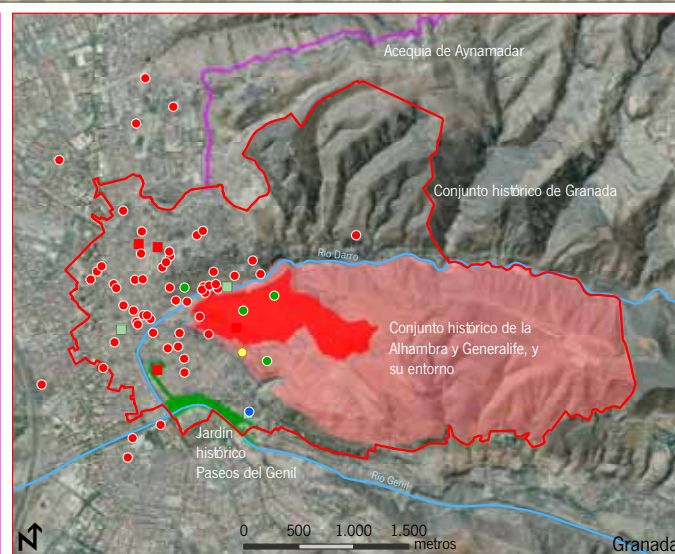 Acequia de Aynamadar
Conjunto histórico de Granada
Río Darro
Conjunto histórico de la
Alhambra y Generalife, y
su entorno
Jardín
histórico
Paseos del Genil
Río Genil
N
0 500 1.000 1.500
metros
Granada